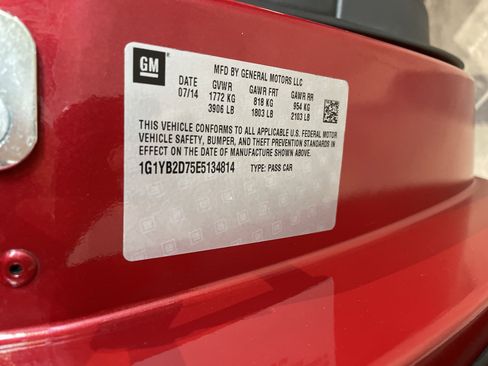 GM
MFD BY GENERAL MOTORS LLC
DATE GVWR GAWR FRT GAWR RR
07/14 1772 KG 818 KG 954 KG
3906 LB 1803 LB 2103 LB
THIS VEHICLE CONFORMS TO ALL APPLICABLE U.S. FEDERAL MOTOR
VEHICLE SAFETY, BUMPER, AND THEFT PREVENTION STANDARDS IN
EFFECT ON THE DATE OF MANUFACTURE SHOWN ABOVE.
1G1YB2D75E5134814 TYPE: PASS CAR